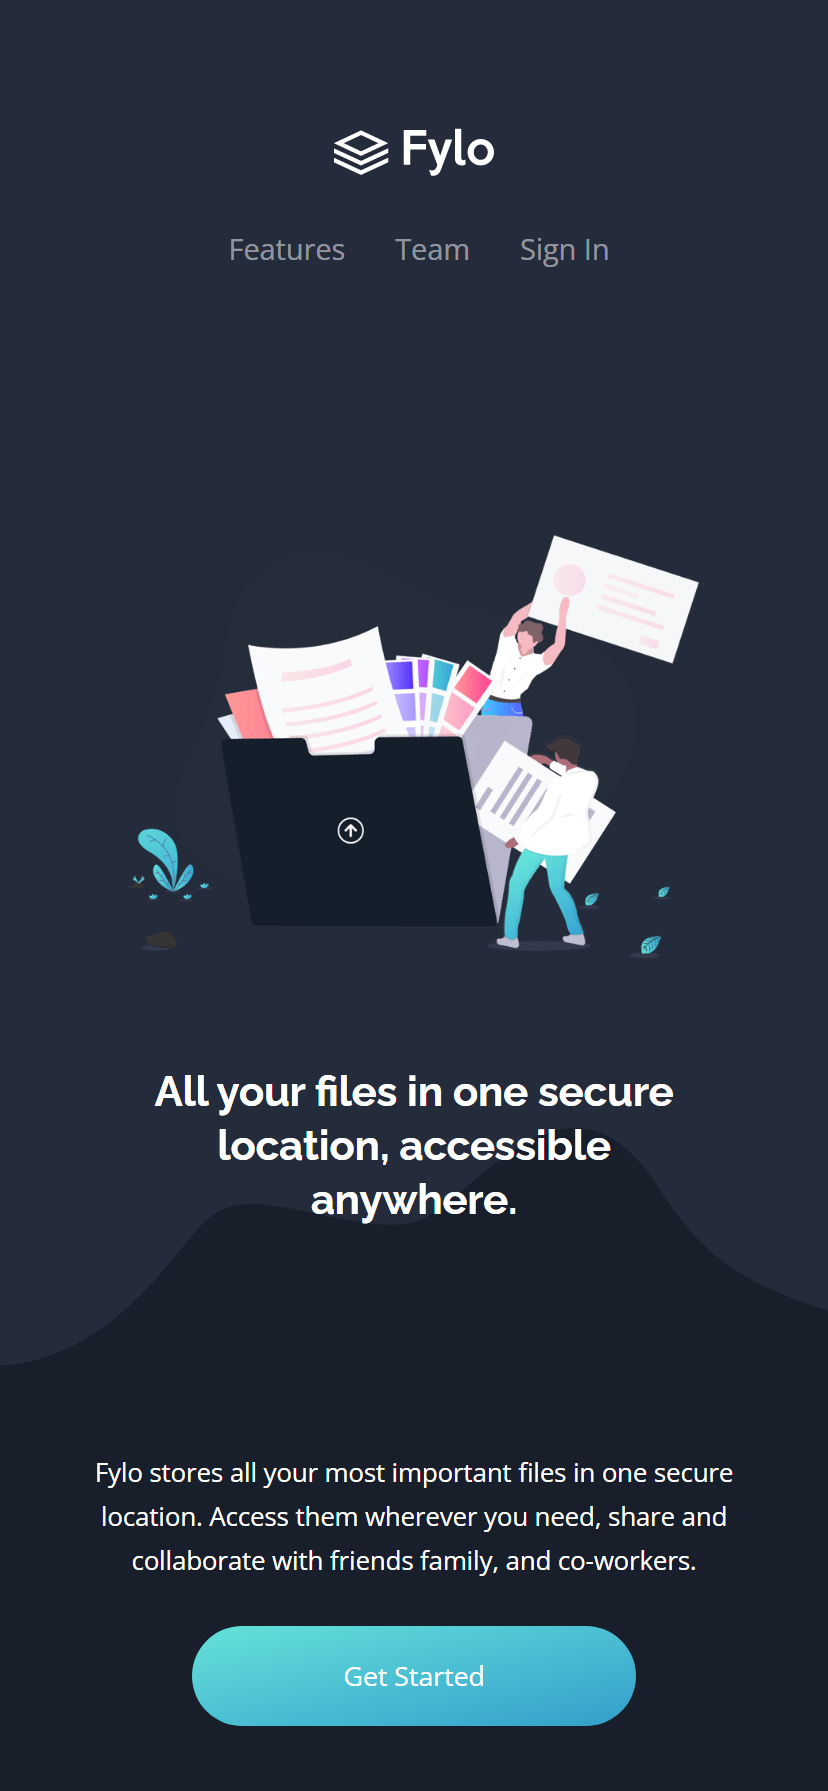 Fylo
Features Team Sign In
All your files in one secure
location, accessible
anywhere.
Fylo stores all your most important files in one secure
location. Access them wherever you need, share and
collaborate with friends family, and co-workers.
Get Started